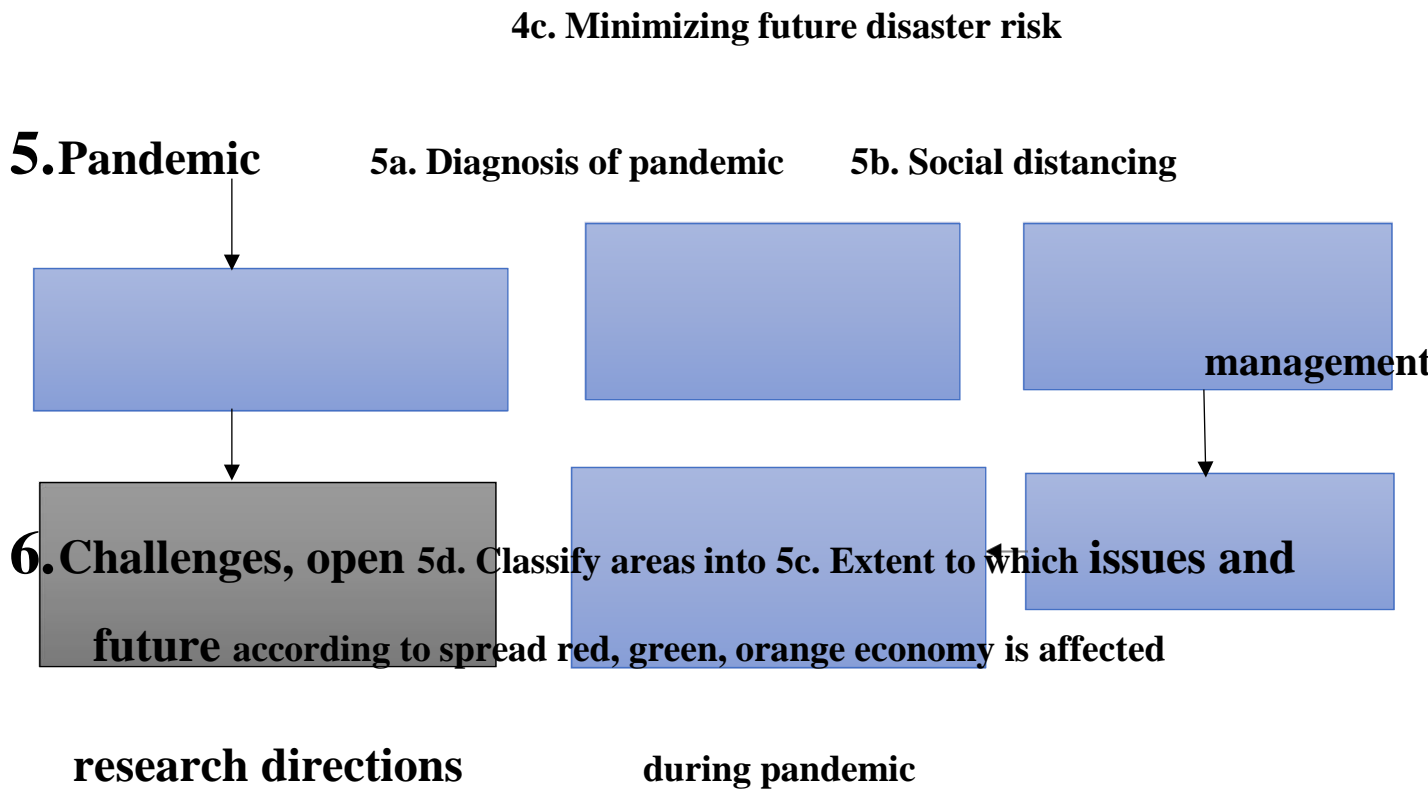 4c. Minimizing future disaster risk
5. Pandemic 5a. Diagnosis of pandemic 5b. Social distancing
management
6. Challenges, open 5d. Classify areas into 5c. Extent to which issues and
future according to spread red, green, orange economy is affected
research directions during pandemic